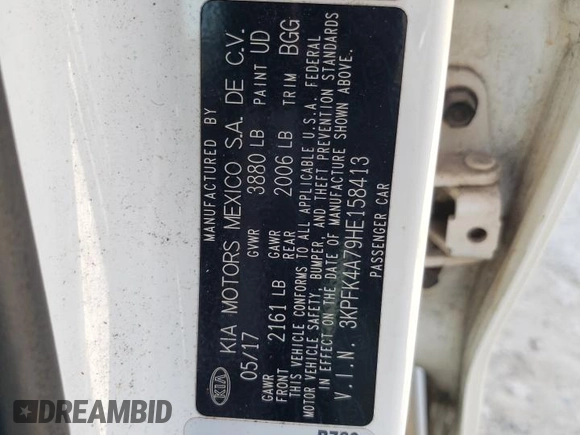 MANUFACTURED BY
KIA KIA MOTORS MEXICO S.A. DE C.V.
05/17 GVWR 3880 LB PAINT UD
GAWR FRONT 2161 LB GAWR REAR 2006 LB TRIM BGG
THIS VEHICLE CONFORMS TO ALL APPLICABLE U.S.A. FEDERAL
MOTOR VEHICLE SAFETY, BUMPER, AND THEFT PREVENTION STANDARDS
IN EFFECT ON THE DATE OF MANUFACTURE SHOWN ABOVE.
V.I.N. 3KPFK4A79HE158413
PASSENGER CAR
DREAMBID